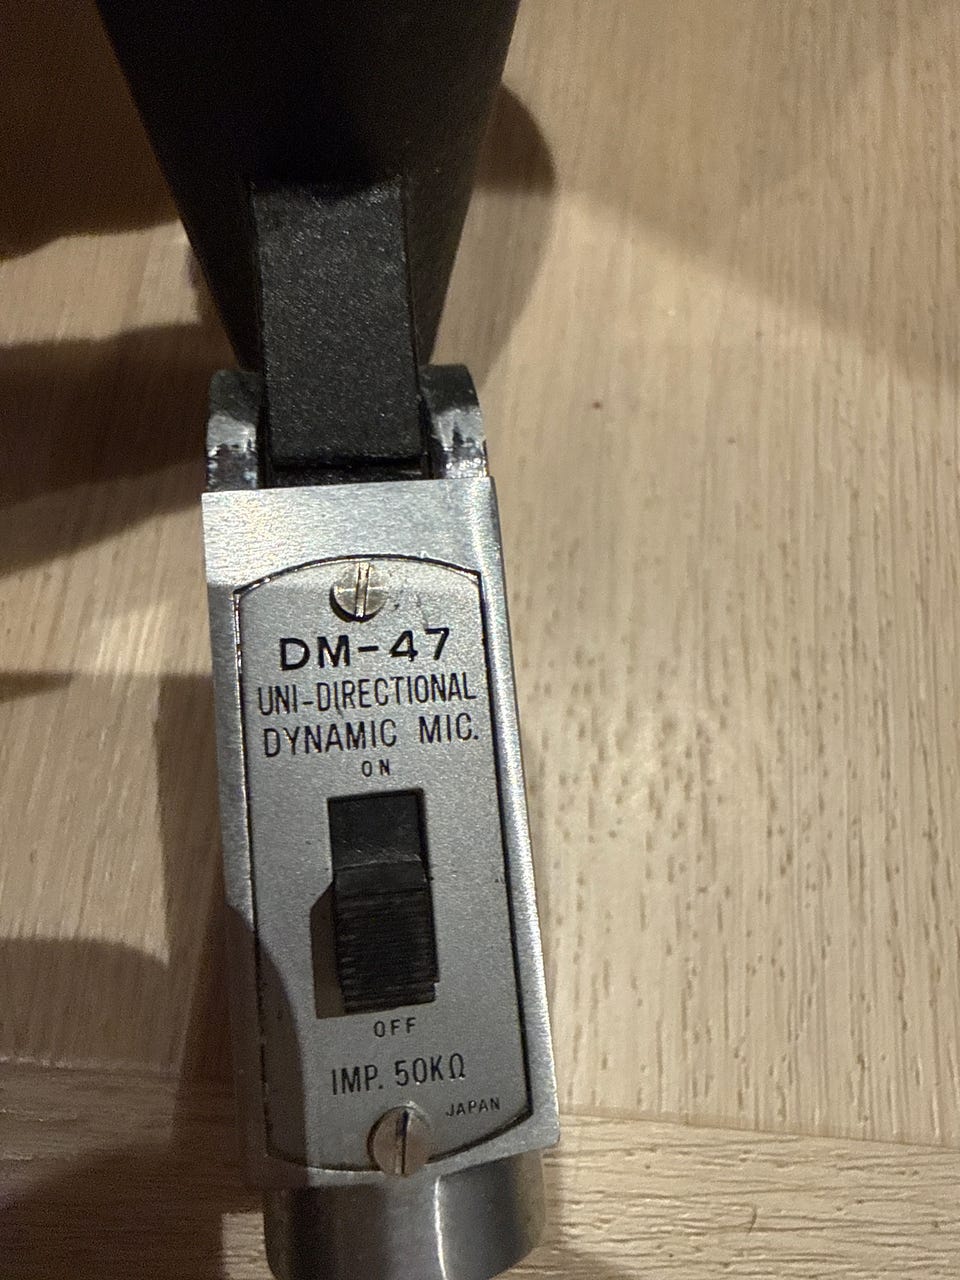 DM-47
UNI-DIRECTIONAL
DYNAMIC MIC.
ON
OFF
IMP. 50KΩ
JAPAN